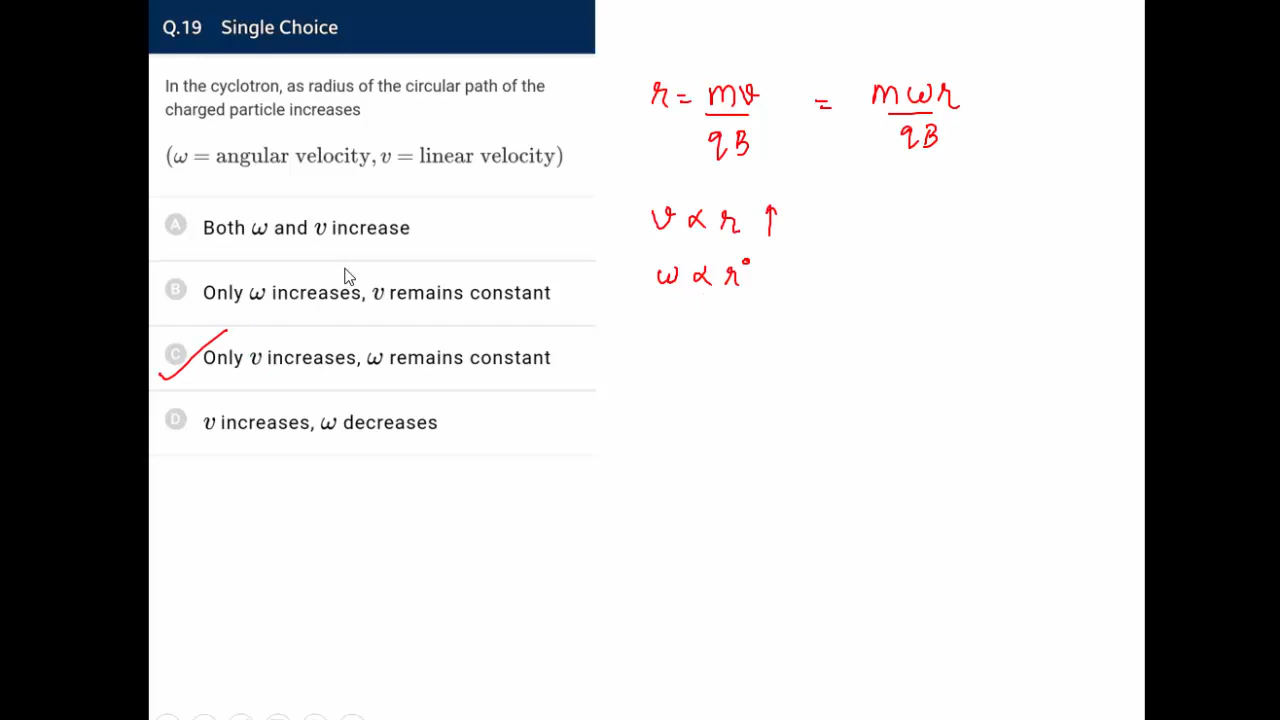 Q.19 Single Choice
In the cyclotron, as radius of the circular path of the
charged particle increases
(ω = angular velocity, v = linear velocity)
A Both ω and v increase
B Only ω increases, v remains constant
C Only v increases, ω remains constant
D v increases, ω decreases
r = mv/qB = mωr/qB
v ∝ r ↑
ω ∝ r°